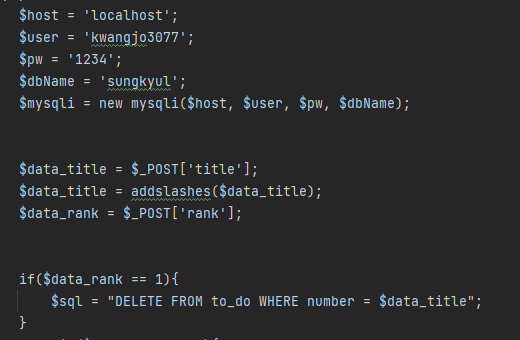 $host = 'localhost';
$user = 'kwangjo3077';
$pw = '1234';
$dbName = 'sungkyul';
$mysqli = new mysqli($host, $user, $pw, $dbName);
$data_title = $_POST['title'];
$data_title = addslashes($data_title);
$data_rank = $_POST['rank'];
if($data_rank == 1){
$sql = "DELETE FROM to_do WHERE number = $data_title";
}